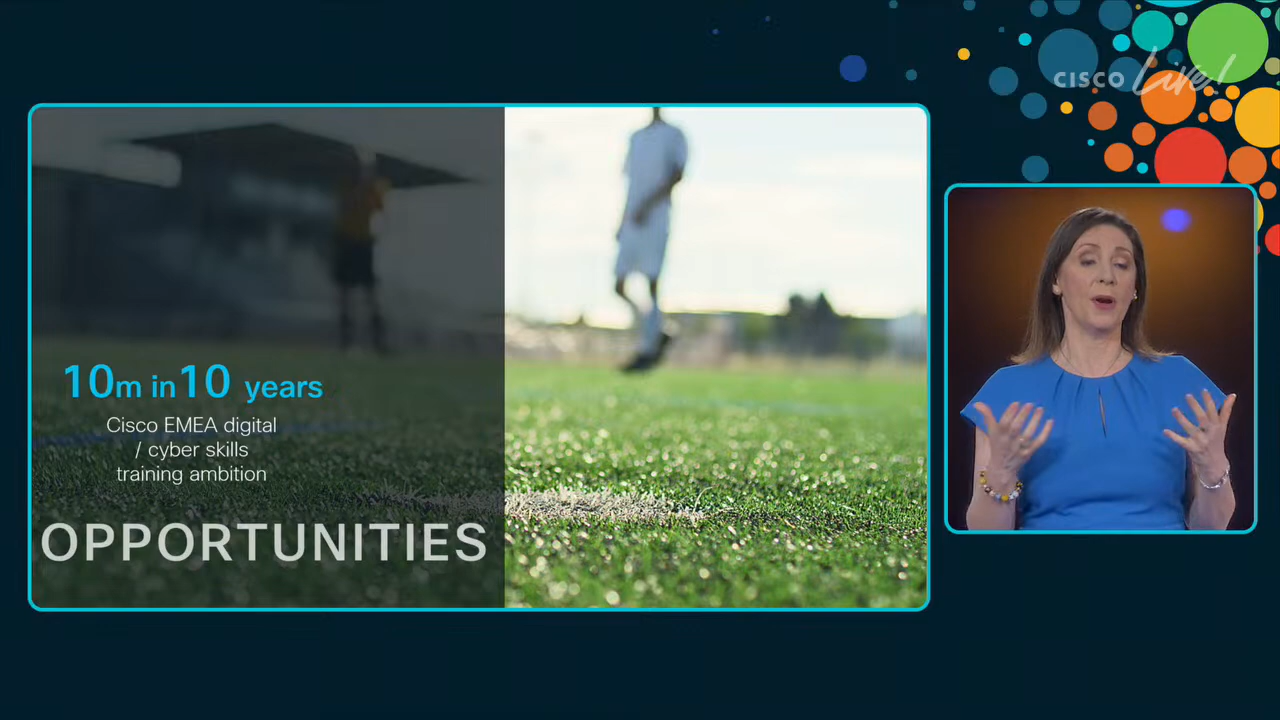 CISCO Live!
10m in 10 years
Cisco EMEA digital
/ cyber skills
training ambition
OPPORTUNITIES